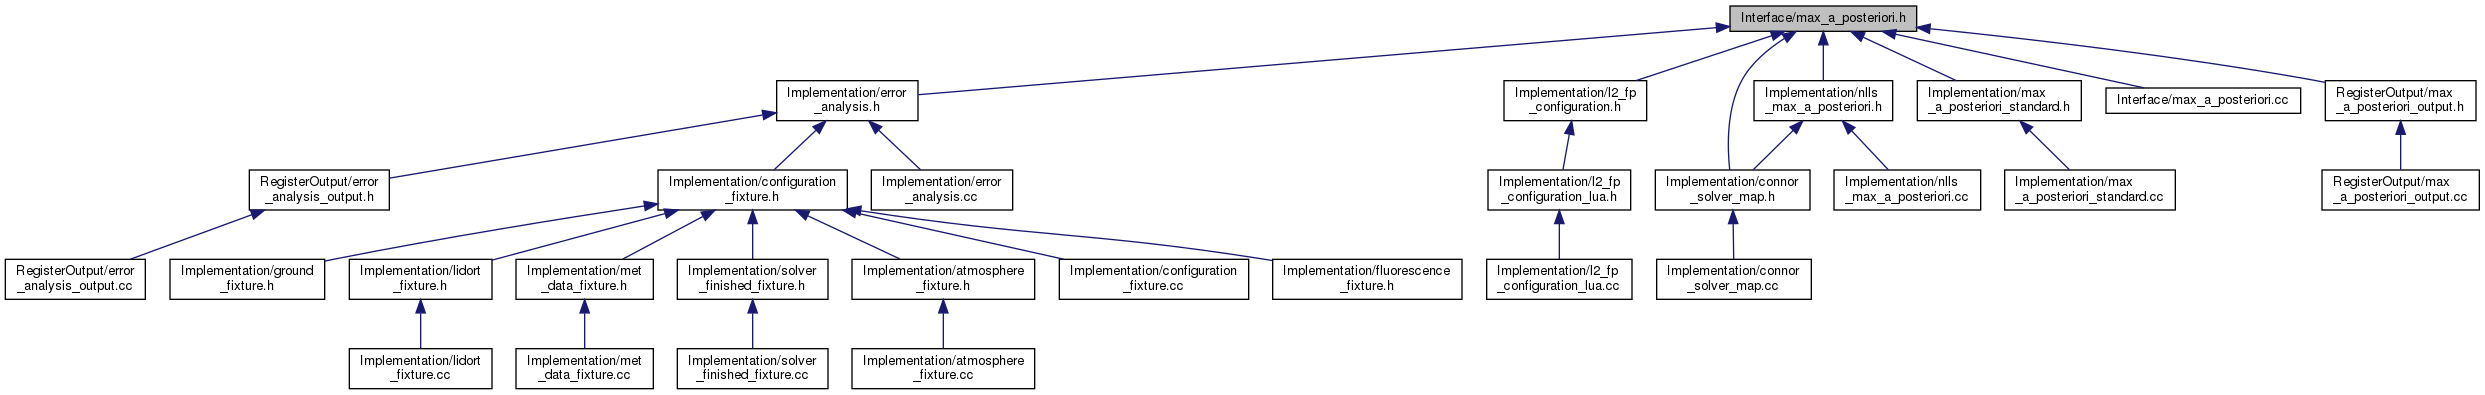 Interface/max_a_posteriori.h
Implementation/error
_analysis.h
Implementation/l2_fp
_configuration.h
Implementation/nlls
_max_a_posteriori.h
Implementation/max
_a_posteriori_standard.h
Interface/max_a_posteriori.cc
RegisterOutput/max
_a_posteriori_output.h
RegisterOutput/error
_analysis_output.h
Implementation/configuration
_fixture.h
Implementation/error
_analysis.cc
Implementation/l2_fp
_configuration_lua.h
Implementation/connor
_solver_map.h
Implementation/nlls
_max_a_posteriori.cc
Implementation/max
_a_posteriori_standard.cc
RegisterOutput/max
_a_posteriori_output.cc
RegisterOutput/error
_analysis_output.cc
Implementation/ground
_fixture.h
Implementation/lidort
_fixture.h
Implementation/met
_data_fixture.h
Implementation/solver
_finished_fixture.h
Implementation/atmosphere
_fixture.h
Implementation/configuration
_fixture.cc
Implementation/fluorescence
_fixture.h
Implementation/l2_fp
_configuration_lua.cc
Implementation/connor
_solver_map.cc
Implementation/lidort
_fixture.cc
Implementation/met
_data_fixture.cc
Implementation/solver
_finished_fixture.cc
Implementation/atmosphere
_fixture.cc